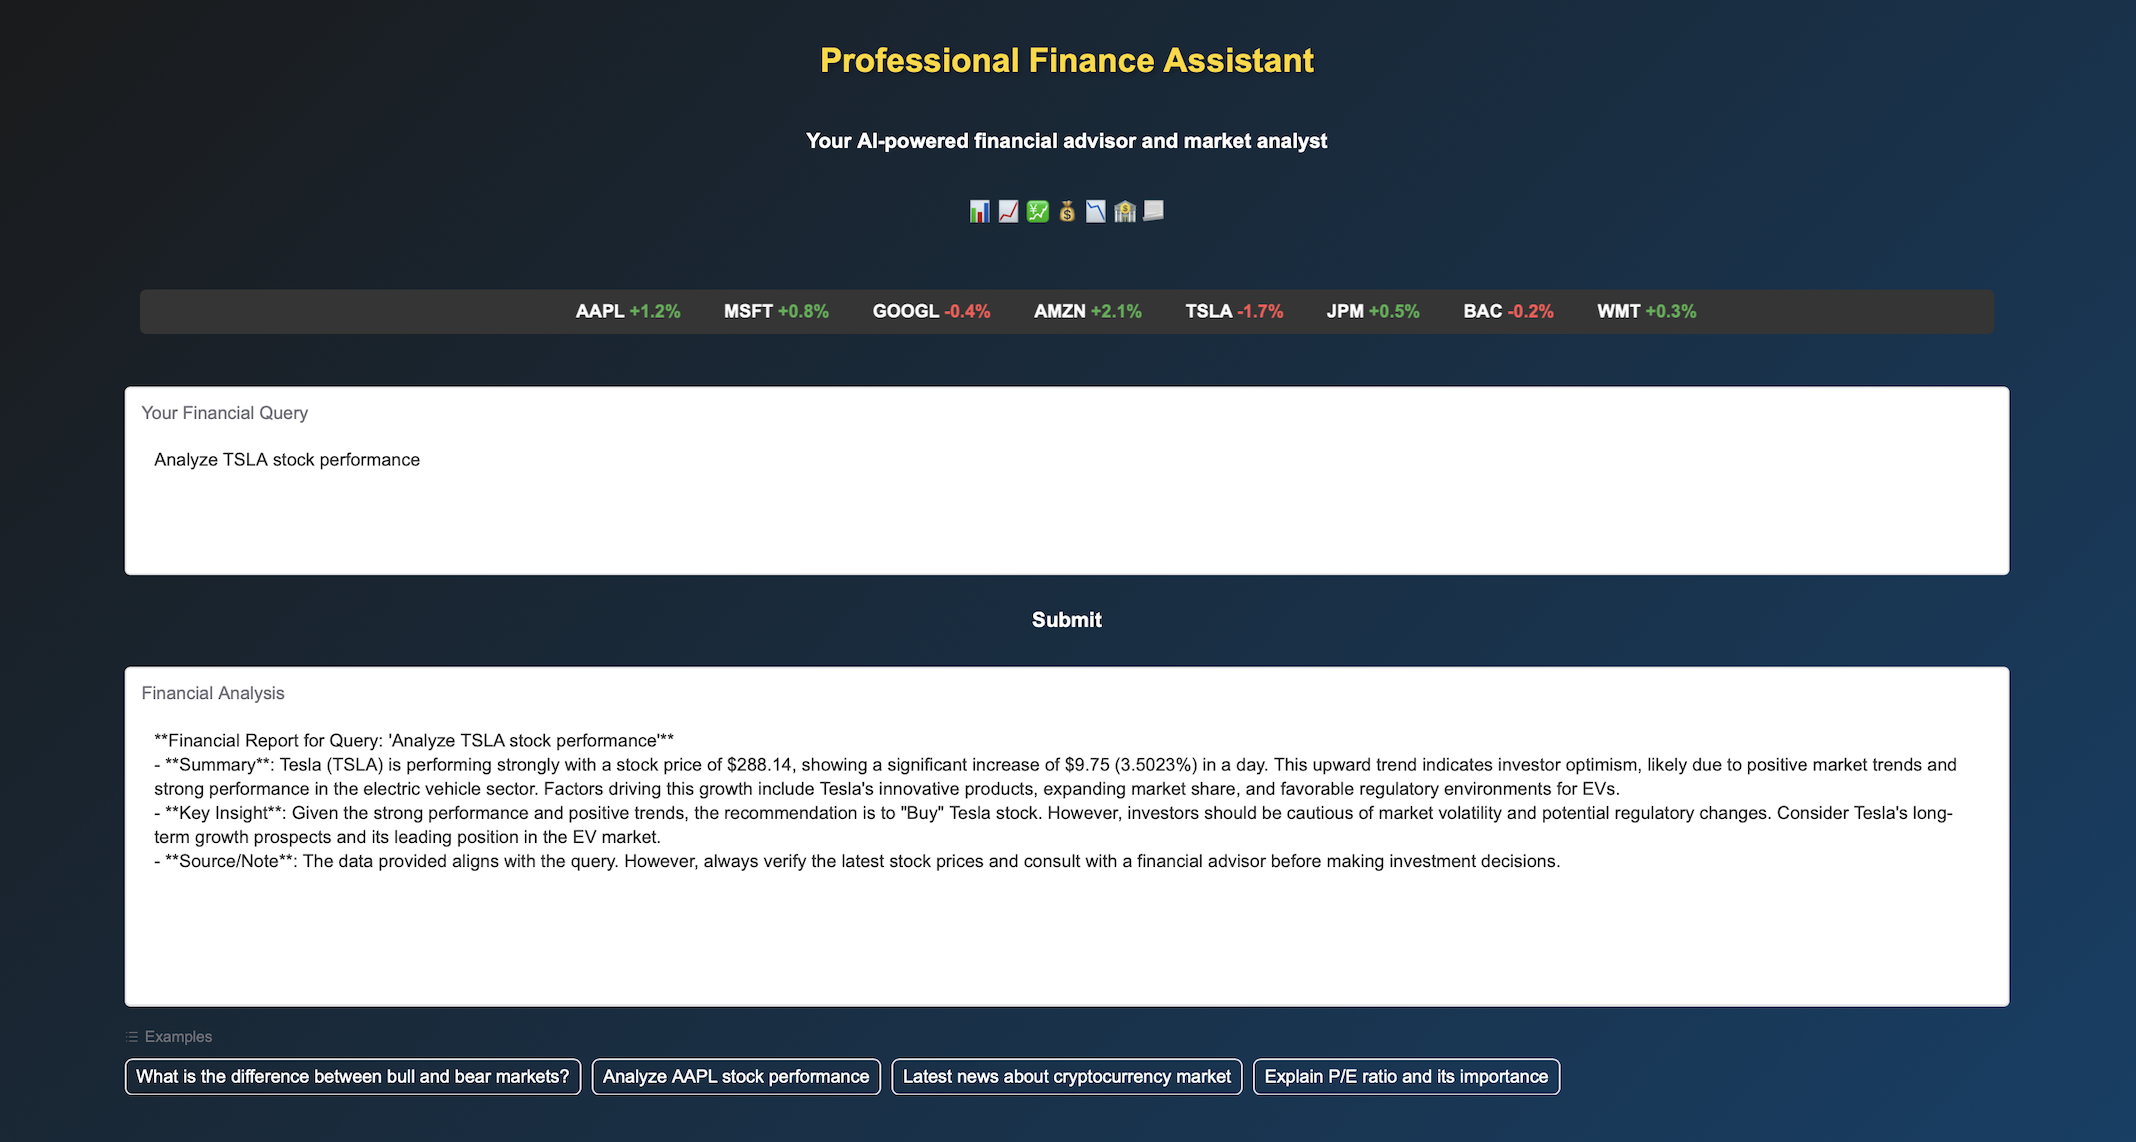 Professional Finance Assistant
Your AI-powered financial advisor and market analyst
AAPL +1.2% MSFT +0.8% GOOGL -0.4% AMZN +2.1% TSLA -1.7% JPM +0.5% BAC -0.2% WMT +0.3%
Your Financial Query
Analyze TSLA stock performance
Submit
Financial Analysis
**Financial Report for Query: 'Analyze TSLA stock performance'**
- **Summary**: Tesla (TSLA) is performing strongly with a stock price of $288.14, showing a significant increase of $9.75 (3.5023%) in a day. This upward trend indicates investor optimism, likely due to positive market trends and
strong performance in the electric vehicle sector. Factors driving this growth include Tesla's innovative products, expanding market share, and favorable regulatory environments for EVs.
- **Key Insight**: Given the strong performance and positive trends, the recommendation is to "Buy" Tesla stock. However, investors should be cautious of market volatility and potential regulatory changes. Consider Tesla's long-
term growth prospects and its leading position in the EV market.
- **Source/Note**: The data provided aligns with the query. However, always verify the latest stock prices and consult with a financial advisor before making investment decisions.
Examples
What is the difference between bull and bear markets?
Analyze AAPL stock performance
Latest news about cryptocurrency market
Explain P/E ratio and its importance